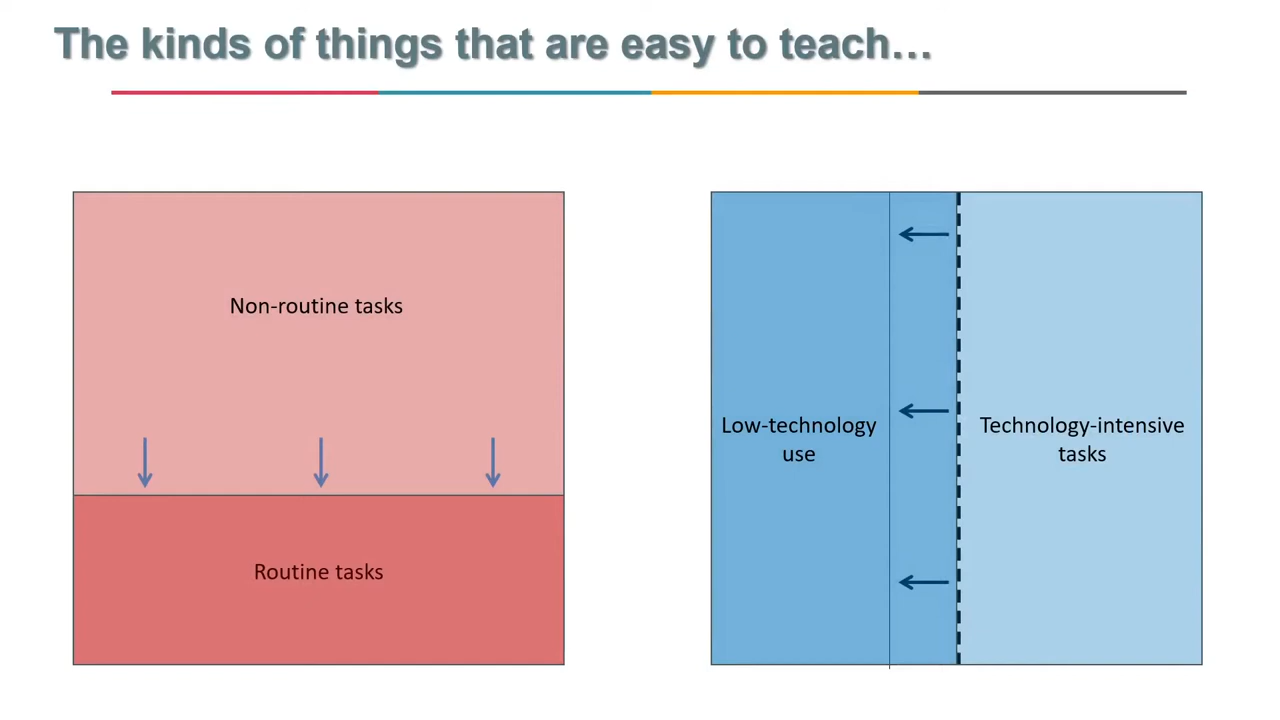 The kinds of things that are easy to teach…
Non-routine tasks
Routine tasks
Low-technology
use
Technology-intensive
tasks